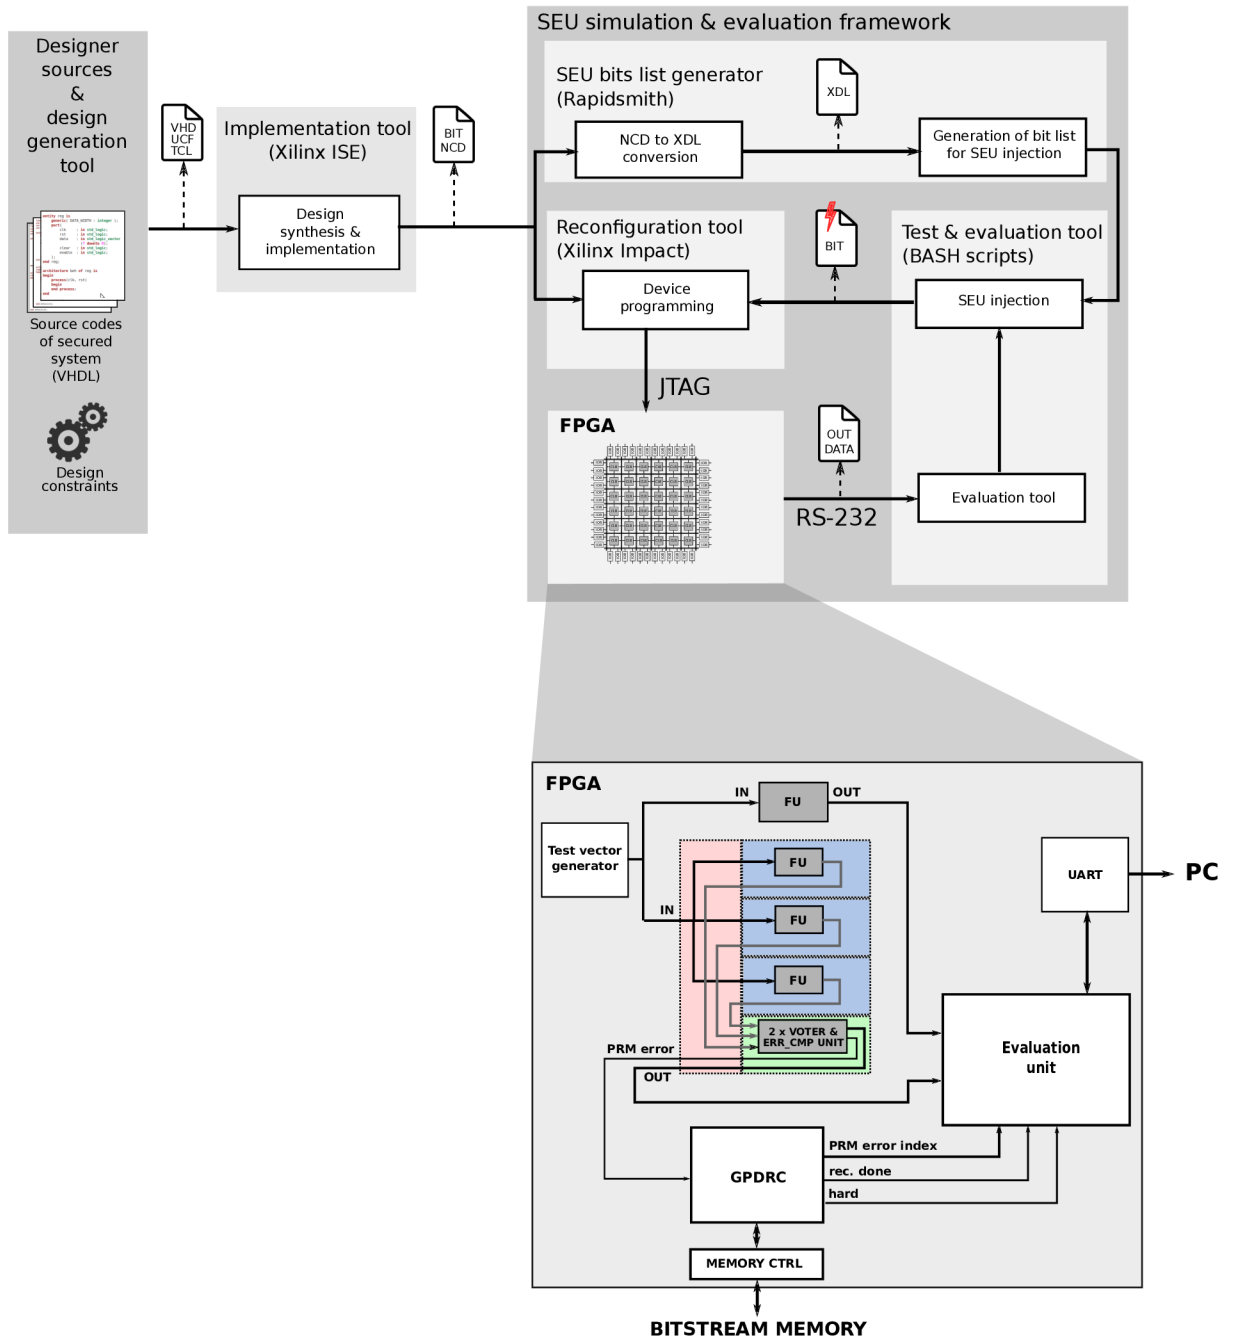 Designer
sources
&
design
generation
tool
Source codes
of secured
system
(VHDL)
Design
constraints
VHD
UCF
TCL
Implementation tool
(Xilinx ISE)
Design
synthesis &
implementation
BIT
NCD
SEU simulation & evaluation framework
SEU bits list generator
(Rapidsmith)
NCD to XDL
conversion
XDL
Generation of bit list
for SEU injection
Reconfiguration tool
(Xilinx Impact)
Device
programming
BIT
Test & evaluation tool
(BASH scripts)
SEU injection
JTAG
FPGA
OUT
DATA
RS-232
Evaluation tool
FPGA
Test vector
generator
IN
FU
OUT
FU
IN
FU
FU
2 x VOTER &
ERR_CMP UNIT
PRM error
OUT
UART
PC
Evaluation
unit
GPDRC
PRM error index
rec. done
hard
MEMORY CTRL
BITSTREAM MEMORY